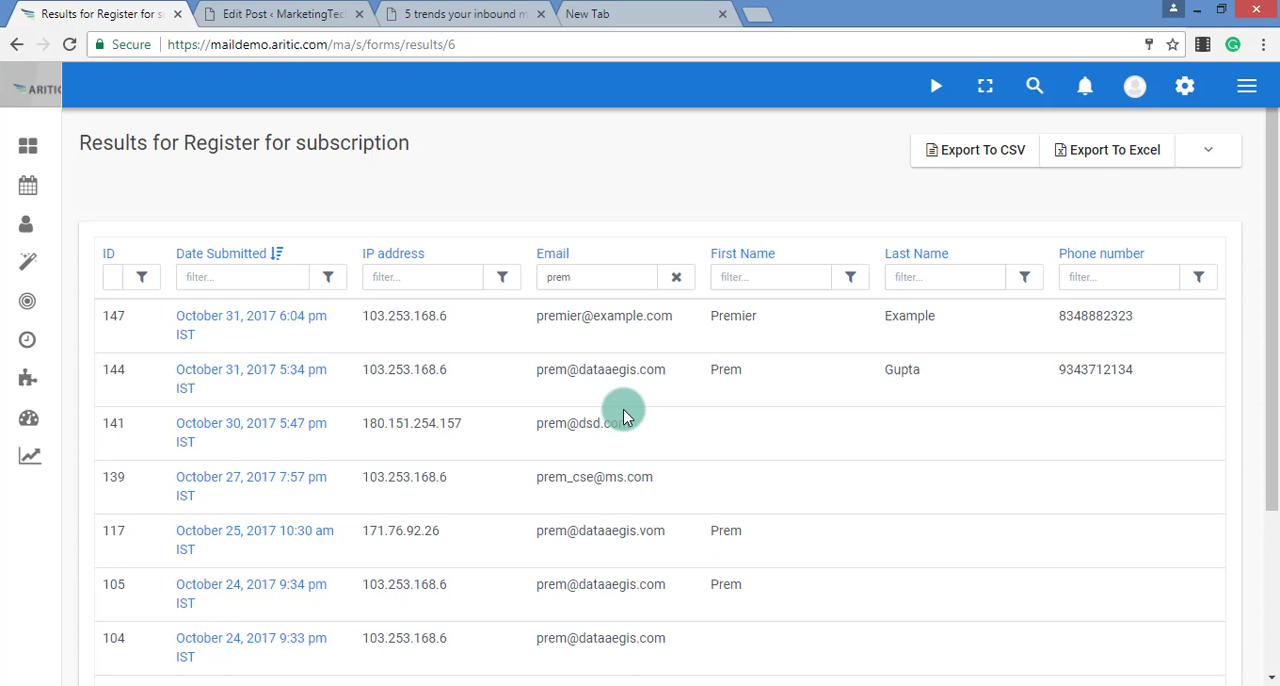 Results for Register for s
Edit Post ‹ MarketingTec
5 trends your inbound m
New Tab
Secure
https://maildemo.aritic.com/ma/s/forms/results/6
ARITIC
Results for Register for subscription
Export To CSV
Export To Excel
ID
Date Submitted
IP address
Email
First Name
Last Name
Phone number
filter...
filter...
prem
filter...
filter...
filter...
147
October 31, 2017 6:04 pm
IST
103.253.168.6
premier@example.com
Premier
Example
8348882323
144
October 31, 2017 5:34 pm
IST
103.253.168.6
prem@dataaegis.com
Prem
Gupta
9343712134
141
October 30, 2017 5:47 pm
IST
180.151.254.157
prem@dsd.com
139
October 27, 2017 7:57 pm
IST
103.253.168.6
prem_cse@ms.com
117
October 25, 2017 10:30 am
IST
171.76.92.26
prem@dataaegis.vom
Prem
105
October 24, 2017 9:34 pm
IST
103.253.168.6
prem@dataaegis.com
Prem
104
October 24, 2017 9:33 pm
IST
103.253.168.6
prem@dataaegis.com